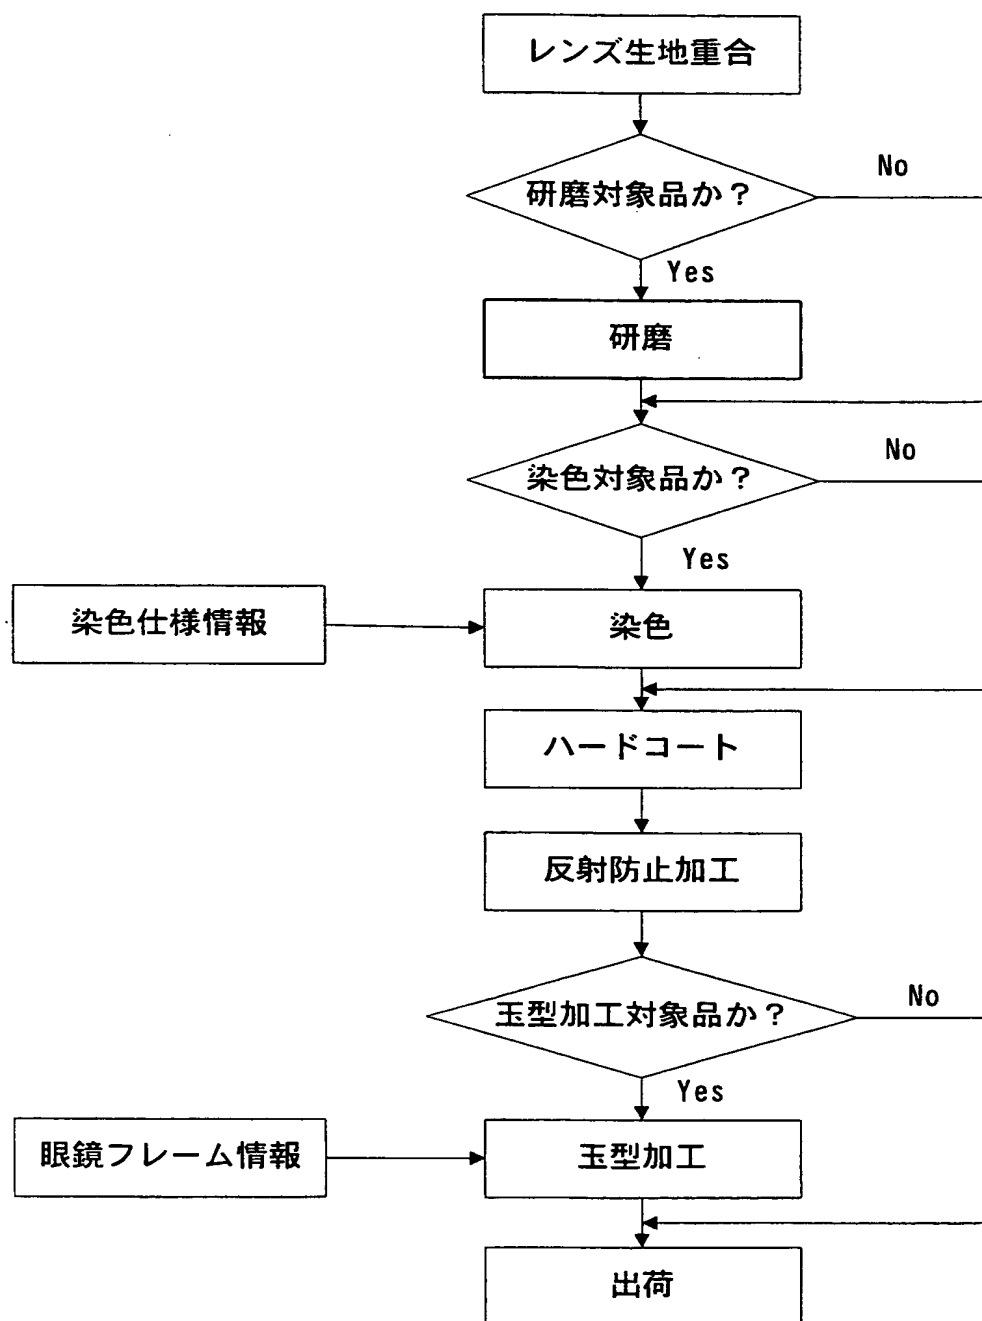 レンズ生地重合
研磨対象品か？
No
Yes
研磨
染色対象品か？
No
Yes
染色仕様情報
染色
ハードコート
反射防止加工
玉型加工対象品か？
No
Yes
眼鏡フレーム情報
玉型加工
出荷